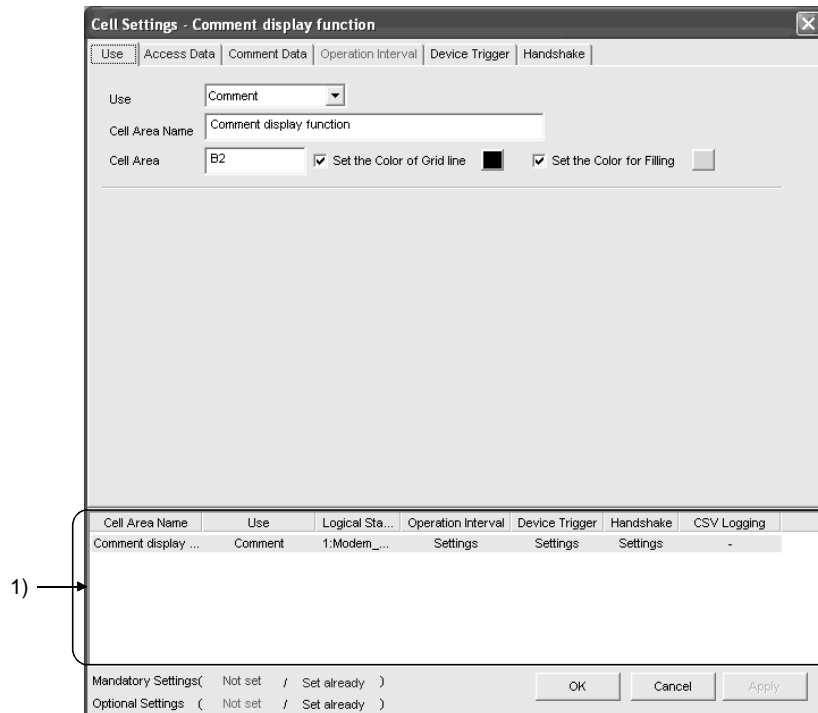 Cell Settings - Comment display function
Use Access Data Comment Data Operation Interval Device Trigger Handshake
Use Comment
Cell Area Name Comment display function
Cell Area B2 Set the Color of Grid line Set the Color for Filling
Cell Area Name Use Logical Sta... Operation Interval Device Trigger Handshake CSV Logging
Comment display ... Comment 1:Modem_... Settings Settings Settings -
1)
Mandatory Settings( Not set / Set already ) OK Cancel Apply
Optional Settings ( Not set / Set already )